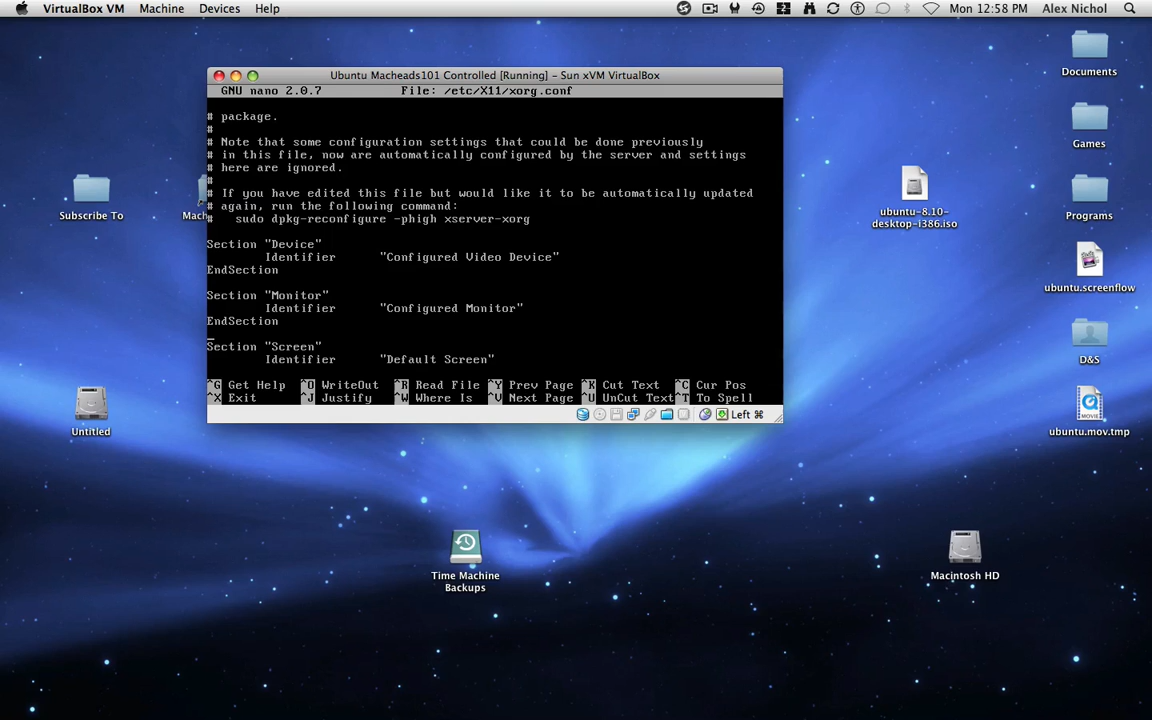 VirtualBox VM Machine Devices Help Mon 12:58 PM Alex Nichol
Ubuntu Macheads101 Controlled [Running] – Sun xVM VirtualBox
GNU nano 2.0.7 File: /etc/X11/xorg.conf
# package.
#
# Note that some configuration settings that could be done previously
# in this file, now are automatically configured by the server and settings
# here are ignored.
#
# If you have edited this file but would like it to be automatically updated
# again, run the following command:
# sudo dpkg-reconfigure -phigh xserver-xorg
Section "Device"
Identifier "Configured Video Device"
EndSection
Section "Monitor"
Identifier "Configured Monitor"
EndSection
Section "Screen"
Identifier "Default Screen"
^G Get Help ^O WriteOut ^R Read File ^Y Prev Page ^K Cut Text ^C Cur Pos
^X Exit ^J Justify ^W Where Is ^V Next Page ^U UnCut Text ^T To Spell
Left ⌘
Documents
Games
Programs
ubuntu.screenflow
D&S
ubuntu.mov.tmp
ubuntu-8.10-
desktop-i386.iso
Subscribe To
Untitled
Time Machine
Backups
Macintosh HD